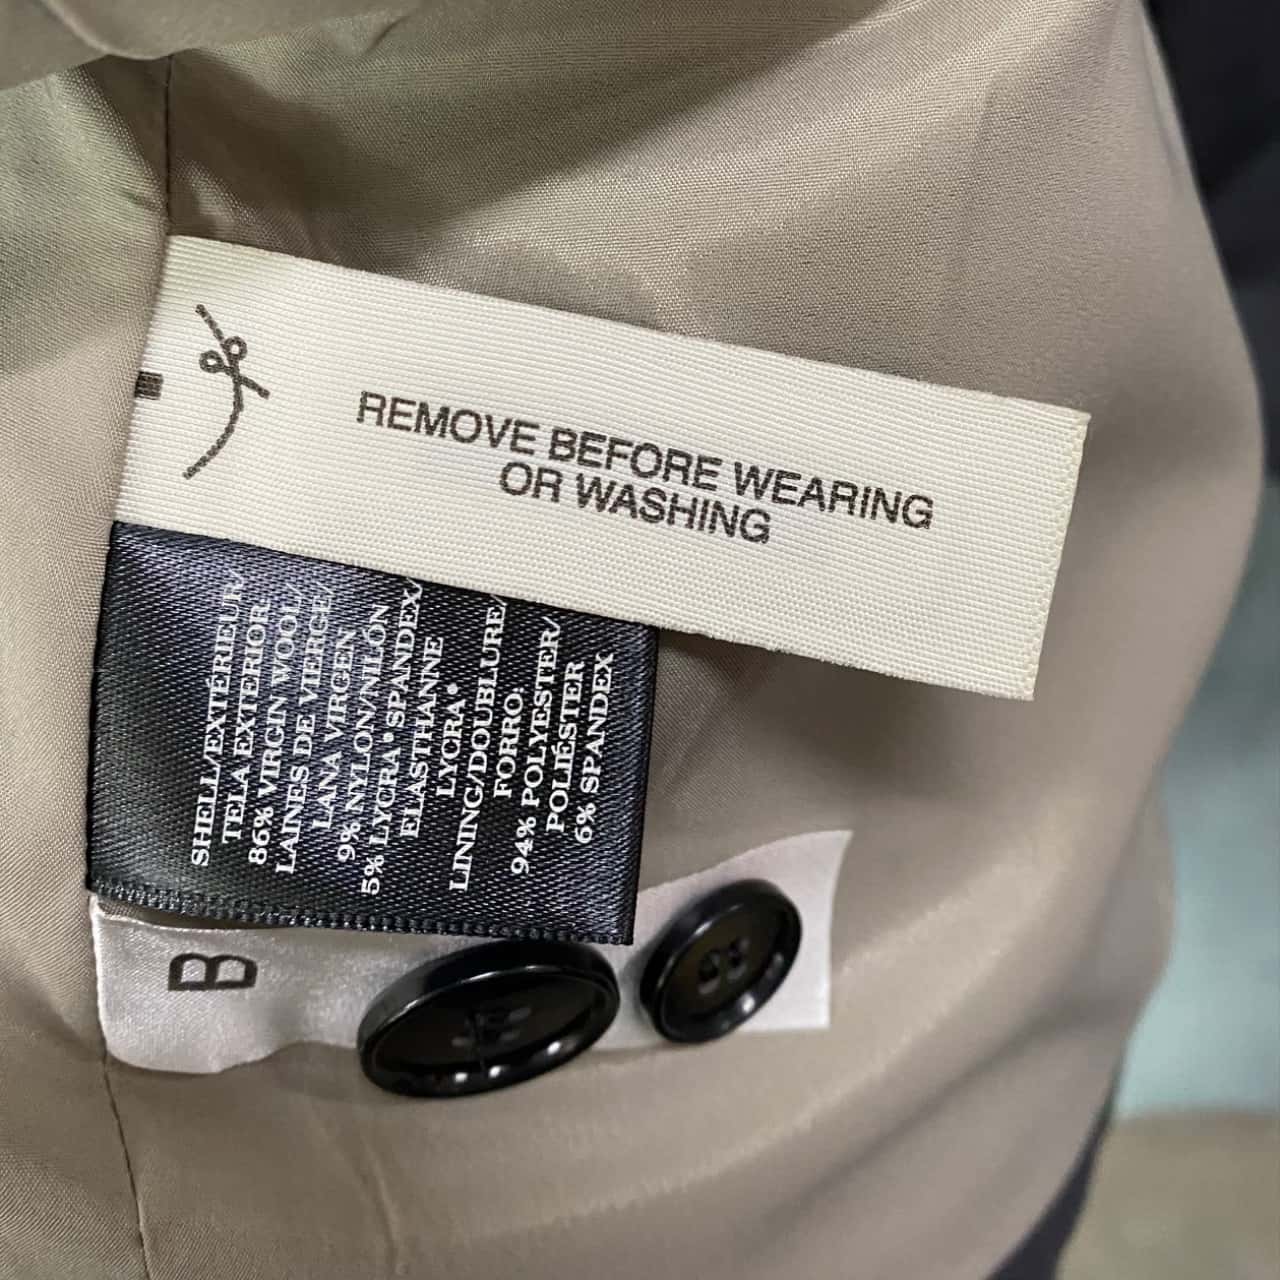 REMOVE BEFORE WEARING
OR WASHING
SHELL/EXTÉRIEUR/
TELA EXTERIOR
86% VIRGIN WOOL/
LAINES DE VIERGE/
LANA VIRGEN
9% NYLON/NILÓN
5% LYCRA® SPANDEX/
ELASTHANNE
LYCRA®
LINING/DOUBLURE/
FORRO
94% POLYESTER/
POLIÉSTER
6% SPANDEX
B